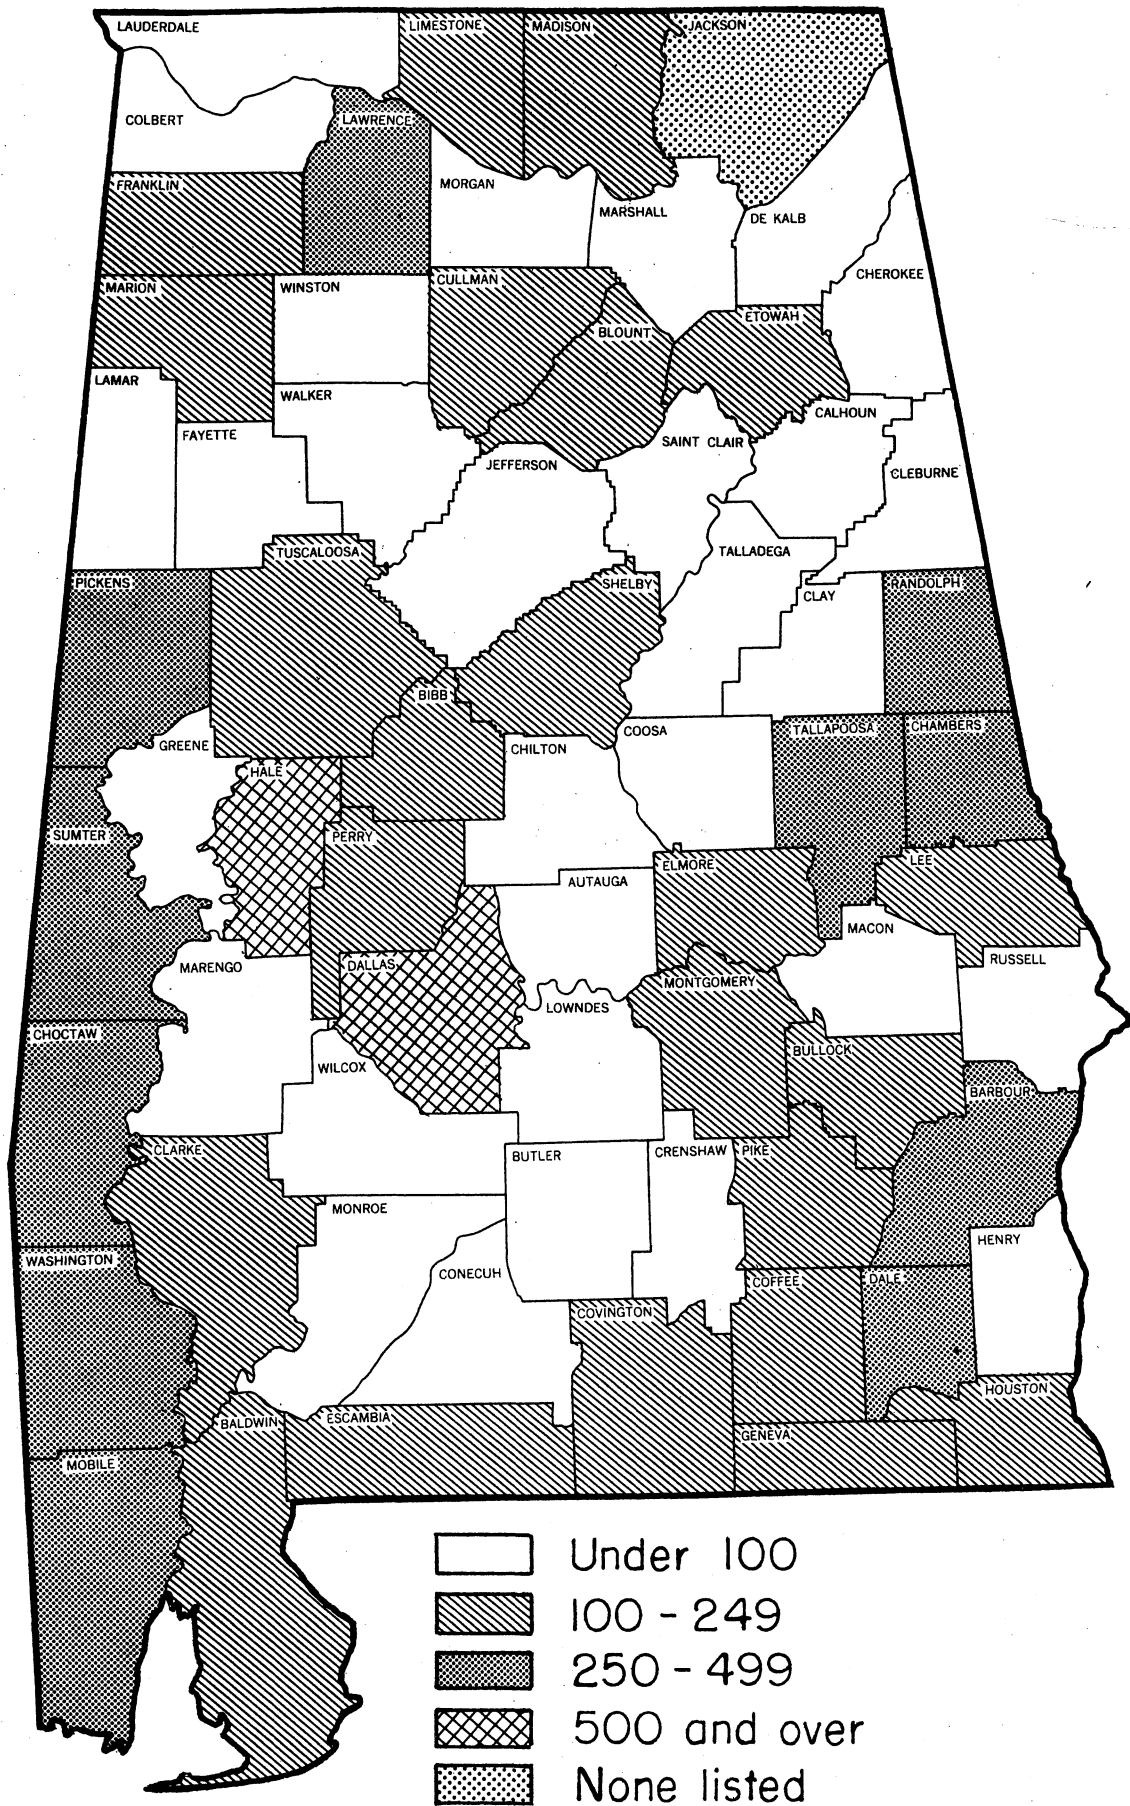 LAUDERDALE
LIMESTONE
MADISON
JACKSON
COLBERT
LAWRENCE
FRANKLIN
MORGAN
MARSHALL
DE KALB
CHEROKEE
MARION
WINSTON
CULLMAN
BLOUNT
ETOWAH
LAMAR
WALKER
FAYETTE
JEFFERSON
SAINT CLAIR
CALHOUN
CLEBURNE
TUSCALOOSA
TALLADEGA
PICKENS
SHELBY
CLAY
RANDOLPH
BIBB
GREENE
HALE
CHILTON
COOSA
TALLAPOOSA
CHAMBERS
SUMTER
PERRY
ELMORE
LEE
AUTAUGA
MACON
MARENGO
DALLAS
RUSSELL
MONTGOMERY
LOWNDES
CHOCTAW
WILCOX
BULLOCK
BARBOUR
CLARKE
BUTLER
CRENSHAW
PIKE
MONROE
HENRY
WASHINGTON
CONECUH
COFFEE
DALE
COVINGTON
HOUSTON
BALDWIN
ESCAMBIA
GENEVA
MOBILE
Under 100
100 - 249
250 - 499
500 and over
None listed